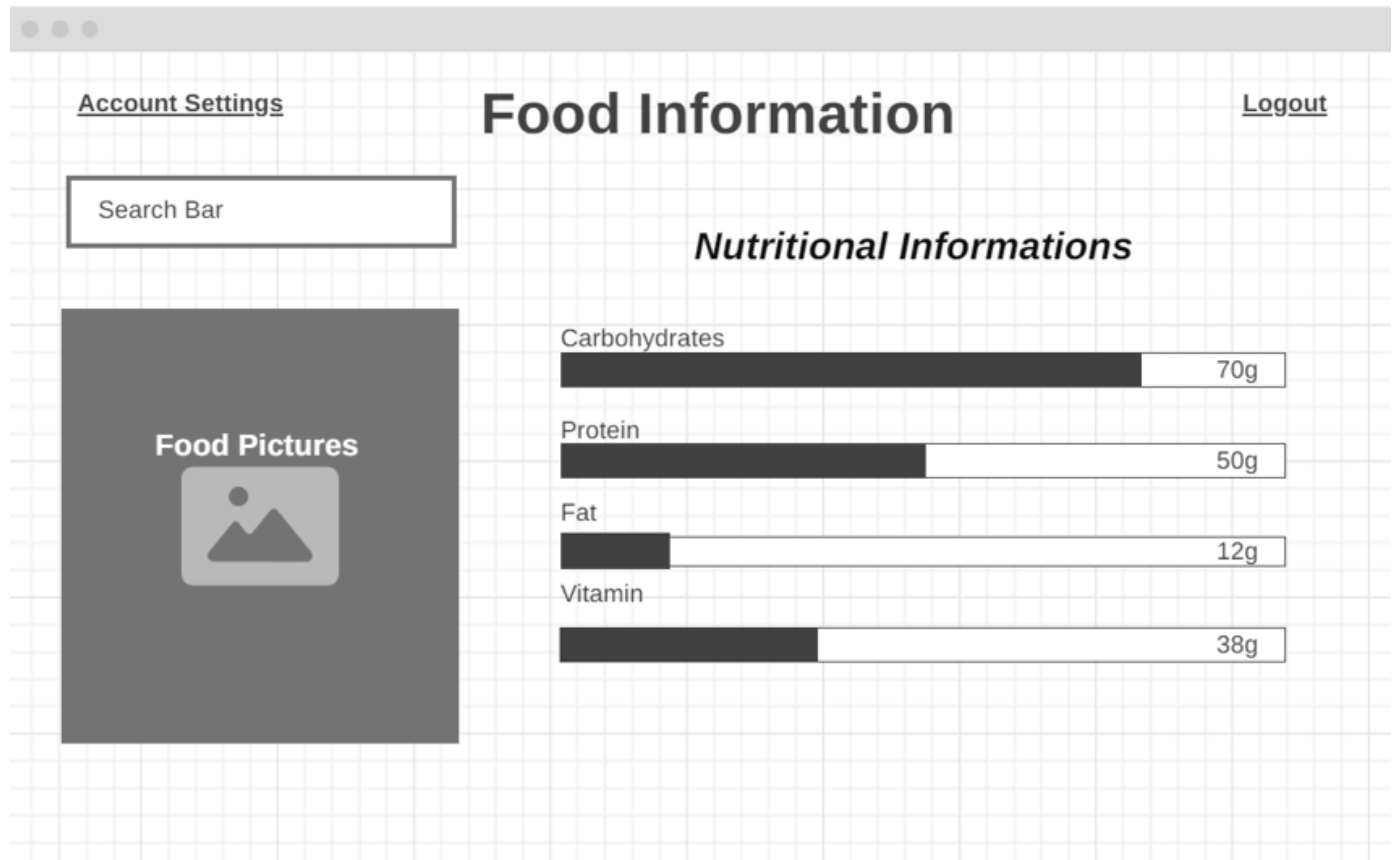 Account Settings
Food Information
Logout
Search Bar
Nutritional Informations
Food Pictures
Carbohydrates
70g
Protein
50g
Fat
12g
Vitamin
38g